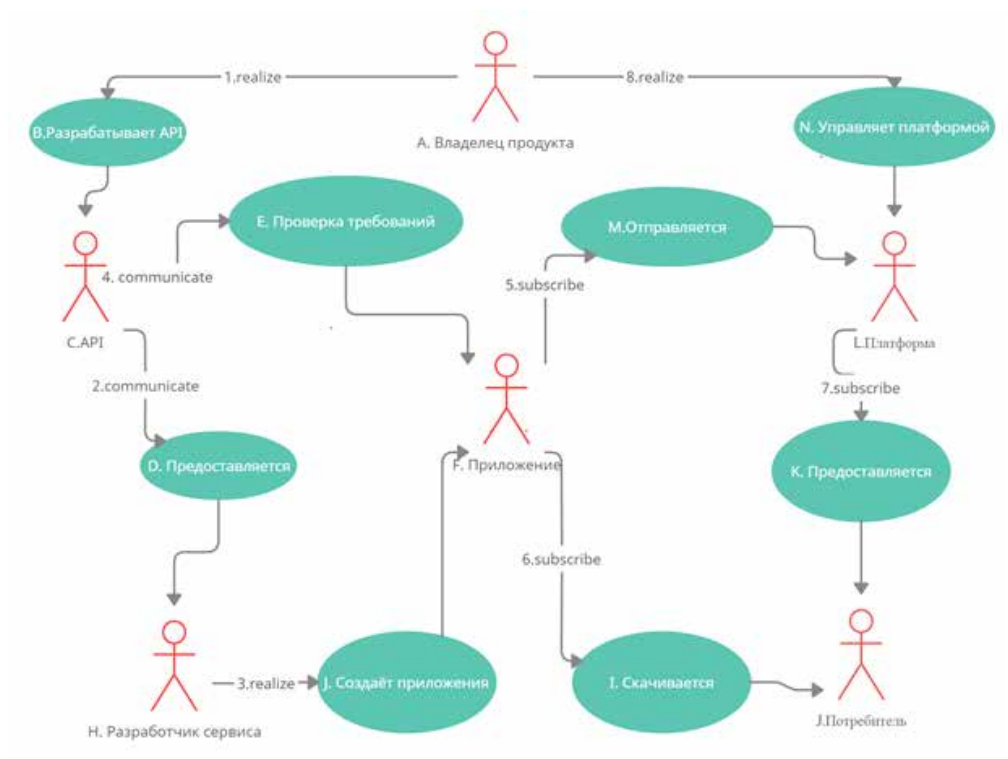 1.realize
8.realize
B.Разрабатывает API
N. Управляет платформой
A. Владелец продукта
E. Проверка требований
M.Отправляется
4. communicate
5.subscribe
C.API
L.Платформа
2.communicate
7.subscribe
D. Предоставляется
F. Приложение
K. Предоставляется
6.subscribe
3.realize
J. Создаёт приложения
I. Скачивается
H. Разработчик сервиса
J.Потребитель